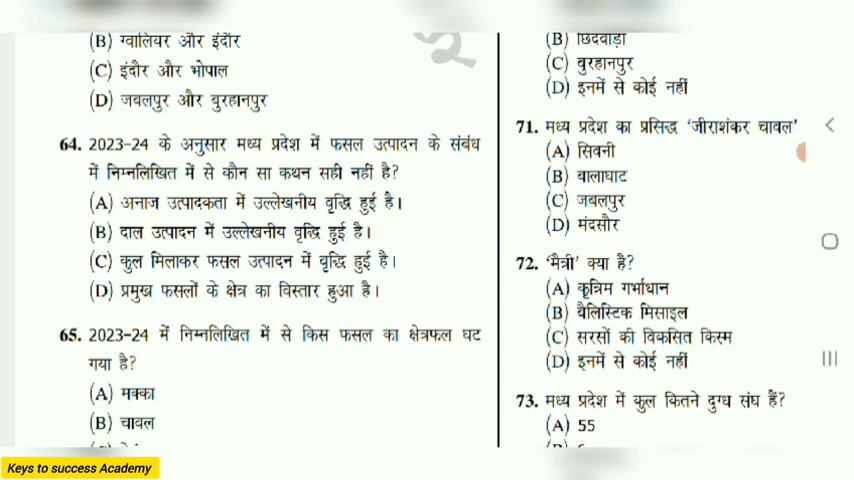 (B) ग्वालियर और इंदौर
(C) इंदौर और भोपाल
(D) जबलपुर और बुरहानपुर
64. 2023-24 के अनुसार मध्य प्रदेश में फसल उत्पादन के संबंध
में निम्नलिखित में से कौन सा कथन सही नहीं है?
(A) अनाज उत्पादकता में उल्लेखनीय वृद्धि हुई है।
(B) दाल उत्पादन में उल्लेखनीय वृद्धि हुई है।
(C) कुल मिलाकर फसल उत्पादन में वृद्धि हुई है।
(D) प्रमुख फसलों के क्षेत्र का विस्तार हुआ है।
65. 2023-24 में निम्नलिखित में से किस फसल का क्षेत्रफल घट
गया है?
(A) मक्का
(B) चावल
(B) छिंदवाड़ा
(C) बुरहानपुर
(D) इनमें से कोई नहीं
71. मध्य प्रदेश का प्रसिद्ध 'जीराशंकर चावल'
(A) सिवनी
(B) बालाघाट
(C) जबलपुर
(D) मंदसौर
72. 'मैत्री' क्या है?
(A) कृत्रिम गर्भाधान
(B) बैलिस्टिक मिसाइल
(C) सरसों की विकसित किस्म
(D) इनमें से कोई नहीं
73. मध्य प्रदेश में कुल कितने दुग्ध संघ हैं?
(A) 55
Keys to success Academy